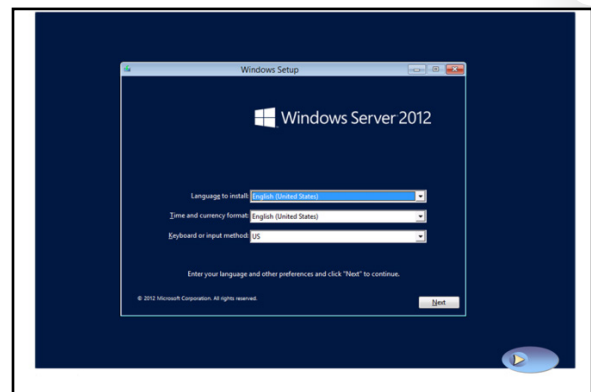 Windows Setup
Windows Server 2012
Language to install: English (United States)
Time and currency format: English (United States)
Keyboard or input method: US
Enter your language and other preferences and click "Next" to continue.
© 2012 Microsoft Corporation. All rights reserved.
Next